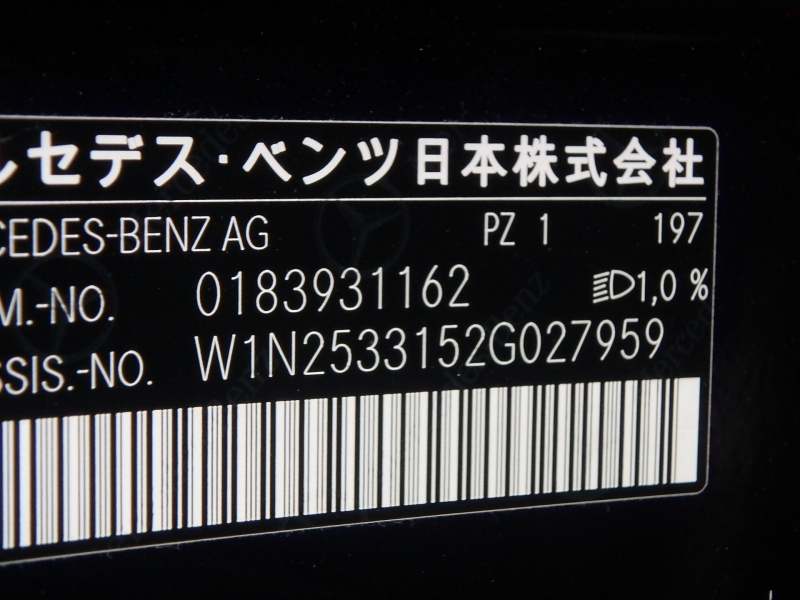 ルセデス・ベンツ日本株式会社
CEDES-BENZ AG PZ 1 197
M.-NO. 0183931162 1,0 %
SSIS.-NO. W1N2533152G027959